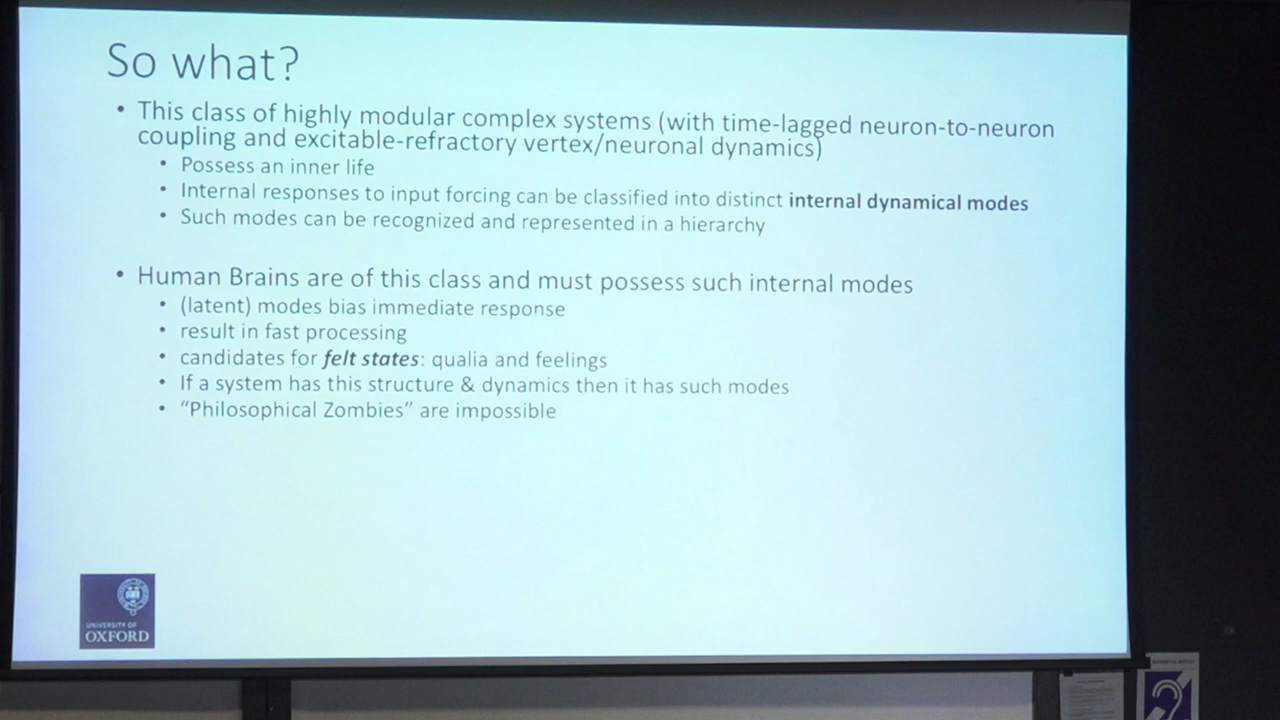 So what?
• This class of highly modular complex systems (with time-lagged neuron-to-neuron
coupling and excitable-refractory vertex/neuronal dynamics)
• Possess an inner life
• Internal responses to input forcing can be classified into distinct internal dynamical modes
• Such modes can be recognized and represented in a hierarchy
• Human Brains are of this class and must possess such internal modes
• (latent) modes bias immediate response
• result in fast processing
• candidates for felt states: qualia and feelings
• If a system has this structure & dynamics then it has such modes
• “Philosophical Zombies” are impossible
UNIVERSITY OF
OXFORD